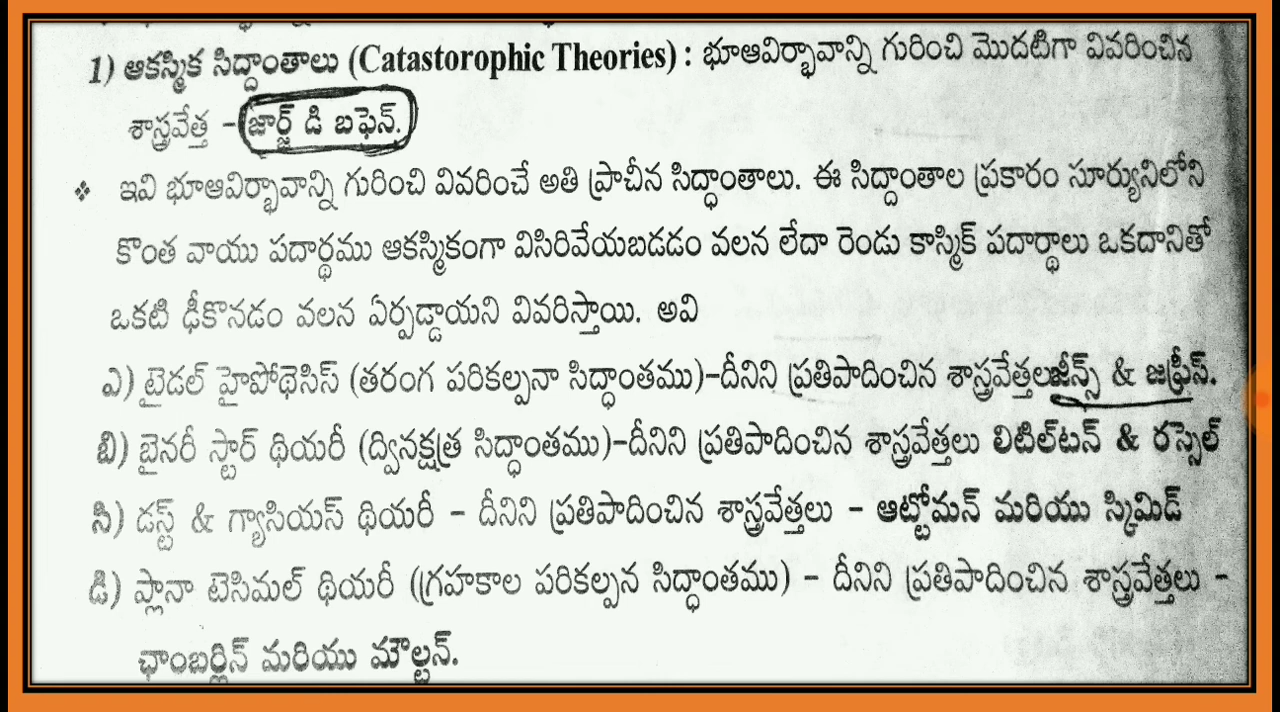 1) ఆకస్మిక సిద్దాంతాలు (Catastorophic Theories) : భూఆవిర్భావాన్ని గురించి మొదటిగా వివరించిన
శాస్త్రవేత్త – జార్జ్ డి బఫెన్.
❖ ఇవి భూఆవిర్భావాన్ని గురించి వివరించే అతి ప్రాచీన సిద్ధాంతాలు. ఈ సిద్దాంతాల ప్రకారం సూర్యునిలోని
కొంత వాయు పదార్థము ఆకస్మికంగా విసిరివేయబడడం వలన లేదా రెండు కాస్మిక్ పదార్థాలు ఒకదానితో
ఒకటి ఢీకొనడం వలన ఏర్పడ్డాయని వివరిస్తాయి. అవి
ఎ) టైడల్ హైపోథెసిస్ (తరంగ పరికల్పనా సిద్ధాంతము)–దీనిని ప్రతిపాదించిన శాస్త్రవేత్తలు జీన్స్ & జఫ్రీస్.
బి) బైనరీ స్టార్ థియరీ (ద్వినక్షత్ర సిద్ధాంతము)–దీనిని ప్రతిపాదించిన శాస్త్రవేత్తలు లిటిల్‌టన్ & రస్సెల్
సి) డస్ట్ & గ్యాసియస్ థియరీ – దీనిని ప్రతిపాదించిన శాస్త్రవేత్తలు – ఆట్టోమన్ మరియు స్కిమిడ్
డి) ప్లానా టెసిమల్ థియరీ (గ్రహకాల పరికల్పన సిద్ధాంతము) – దీనిని ప్రతిపాదించిన శాస్త్రవేత్తలు –
ఛాంబర్లిన్ మరియు మౌల్టన్.